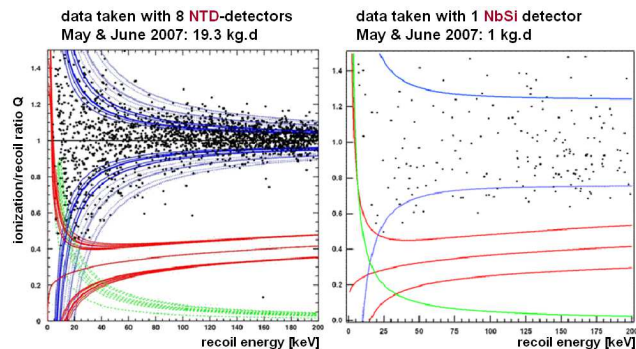 data taken with 8 NTD-detectors
May & June 2007: 19.3 kg.d
data taken with 1 NbSi detector
May & June 2007: 1 kg.d
ionization/recoil ratio Q
1.4
1.2
1.0
0.8
0.6
0.4
0.2
0
0 20 40 60 80 100 120 140 160 180 200
recoil energy [keV]
1.4
1.2
1.0
0.8
0.6
0.4
0.2
0
0 25 50 75 100 125 150 175 200
recoil energy [keV]